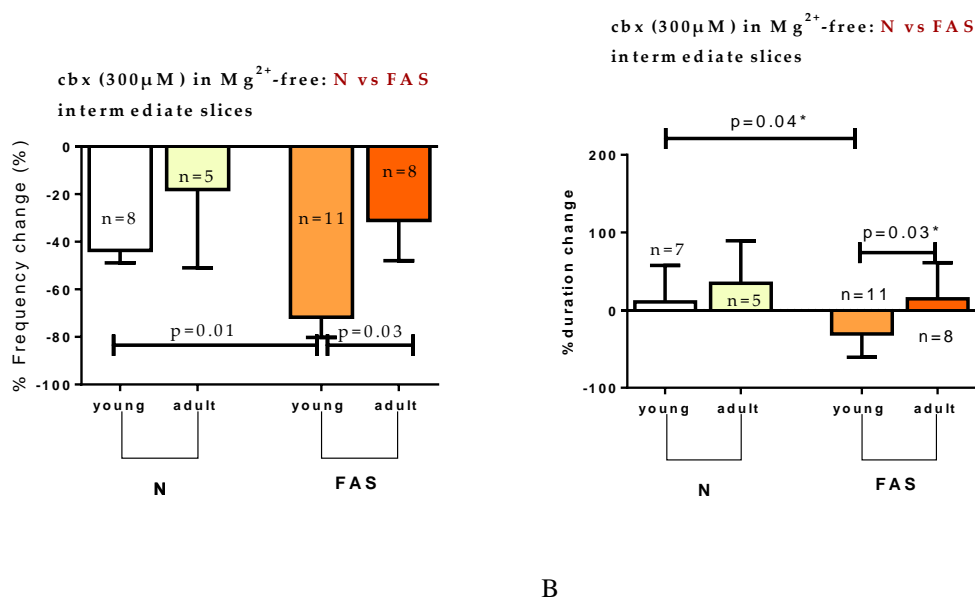 cbx (300µM) in Mg²⁺-free: N vs FAS
intermediate slices
% Frequency change (%)
0
-20
-40
-60
-80
-100
n=8
n=5
n=11
n=8
p=0.01
p=0.03
young
adult
young
adult
N
FAS
cbx (300µM) in Mg²⁺-free: N vs FAS
intermediate slices
%duration change
200
100
0
-100
p=0.04*
p=0.03*
n=7
n=5
n=11
n=8
young
adult
young
adult
N
FAS
B